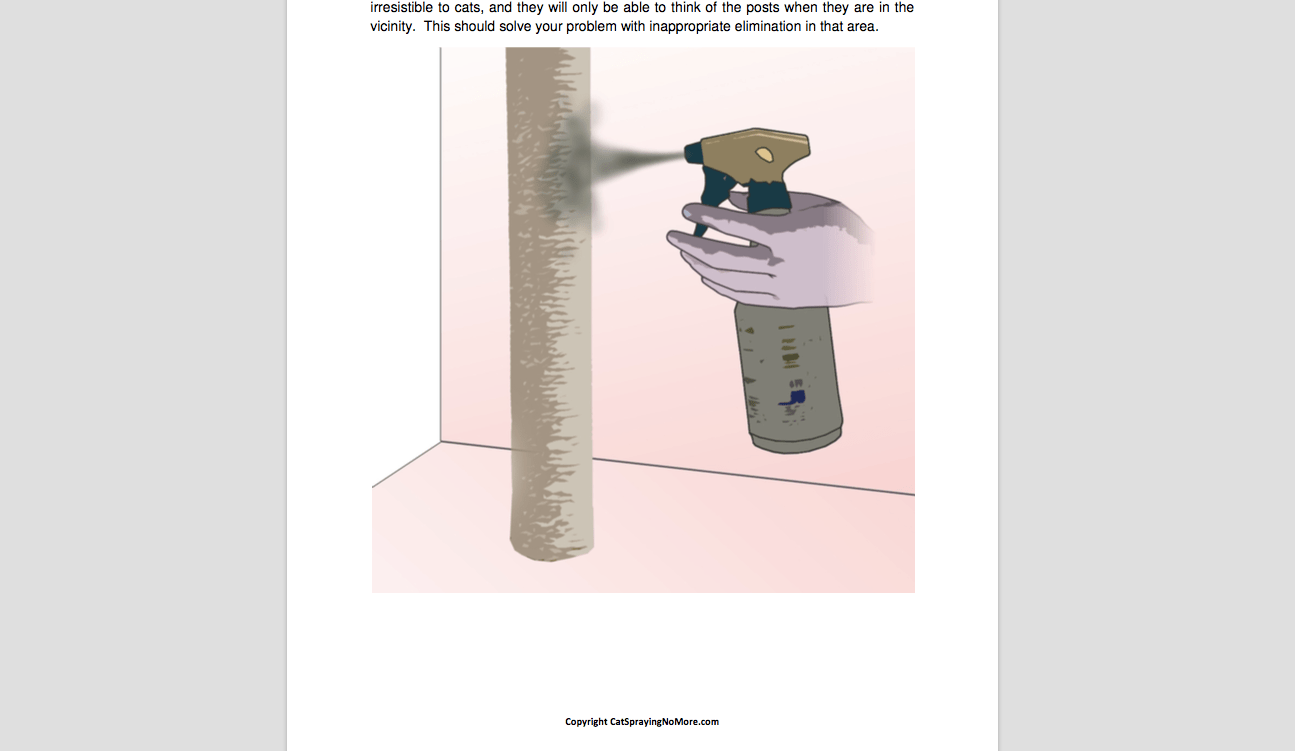 irresistible to cats, and they will only be able to think of the posts when they are in the
vicinity.  This should solve your problem with inappropriate elimination in that area.
Copyright CatSprayingNoMore.com